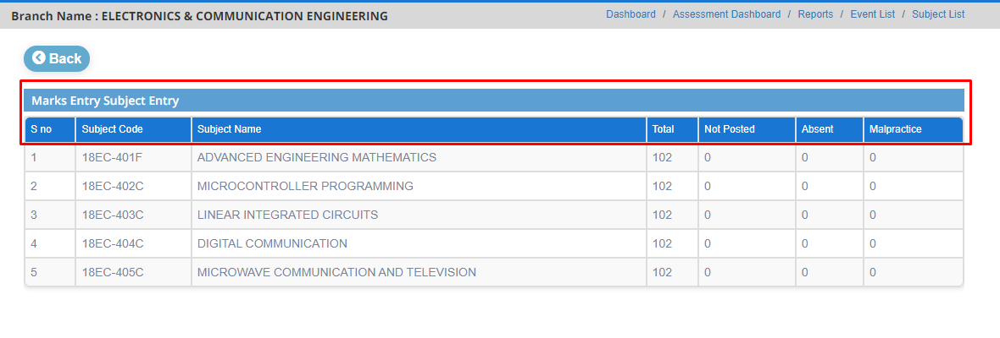 Branch Name : ELECTRONICS & COMMUNICATION ENGINEERING Dashboard / Assessment Dashboard / Reports / Event List / Subject List
Back
Marks Entry Subject Entry
S no Subject Code Subject Name Total Not Posted Absent Malpractice
1 18EC-401F ADVANCED ENGINEERING MATHEMATICS 102 0 0 0
2 18EC-402C MICROCONTROLLER PROGRAMMING 102 0 0 0
3 18EC-403C LINEAR INTEGRATED CIRCUITS 102 0 0 0
4 18EC-404C DIGITAL COMMUNICATION 102 0 0 0
5 18EC-405C MICROWAVE COMMUNICATION AND TELEVISION 102 0 0 0